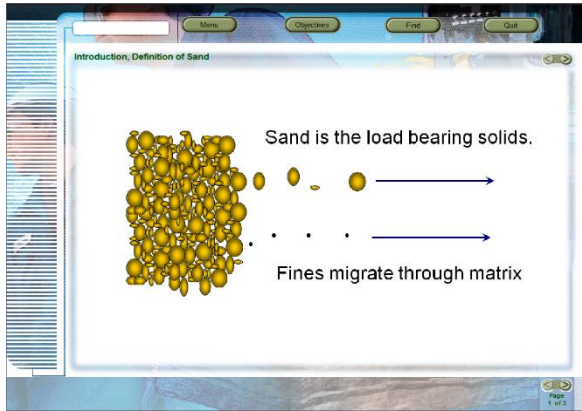 Menu
Objectives
Find
Quit
Introduction, Definition of Sand
Sand is the load bearing solids.
Fines migrate through matrix
Page
1 of 3